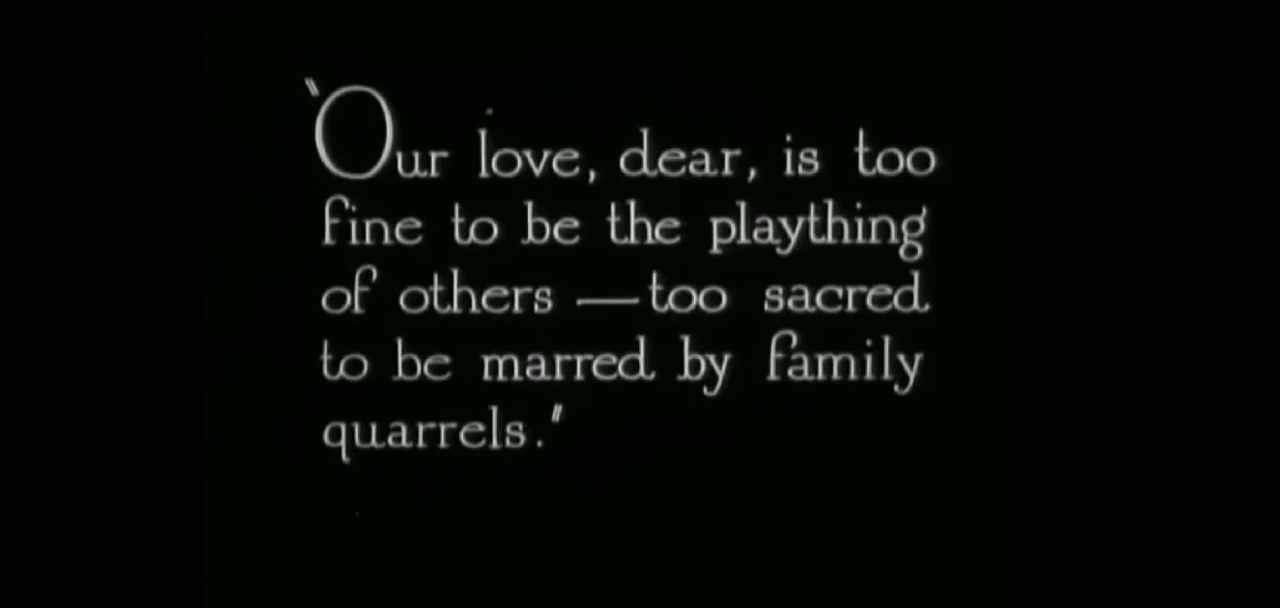 "Our love, dear, is too
fine to be the plaything
of others — too sacred
to be marred by family
quarrels."